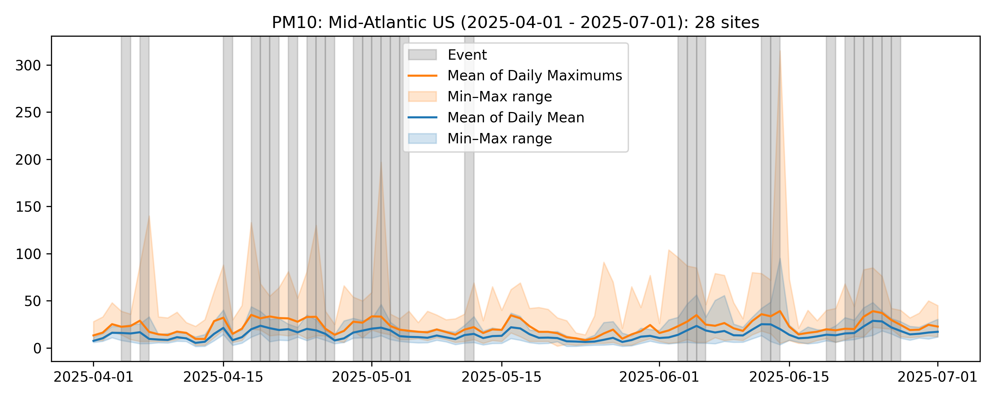 PM10: Mid-Atlantic US (2025-04-01 - 2025-07-01): 28 sites
Event
Mean of Daily Maximums
Min–Max range
Mean of Daily Mean
Min–Max range
300
250
200
150
100
50
0
2025-04-01
2025-04-15
2025-05-01
2025-05-15
2025-06-01
2025-06-15
2025-07-01